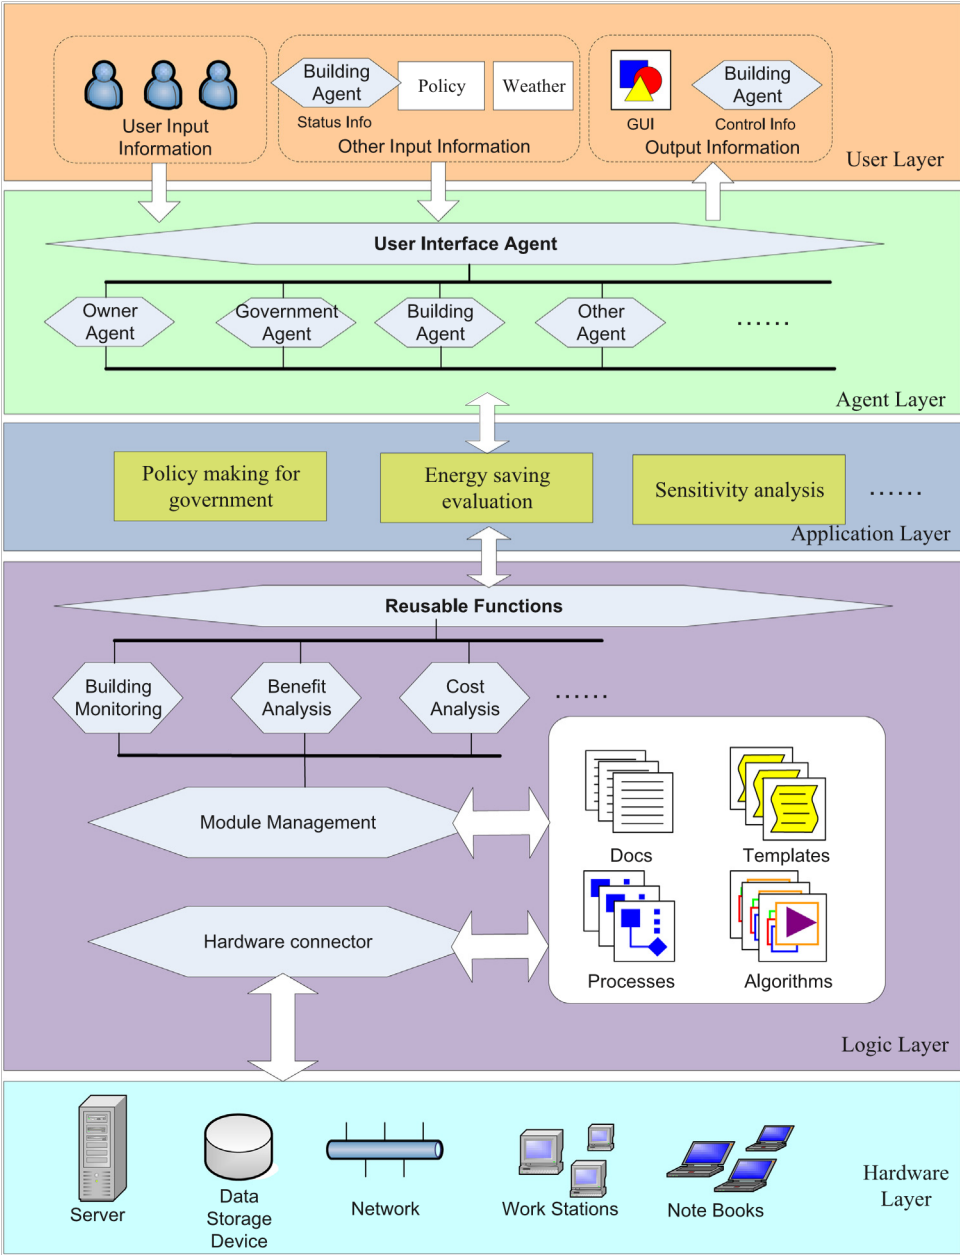 Building
Agent
Policy
Weather
Building
Agent
User Input
Information
Status Info
Other Input Information
GUI
Control Info
Output Information
User Layer
User Interface Agent
Owner
Agent
Government
Agent
Building
Agent
Other
Agent
......
Agent Layer
Policy making for
government
Energy saving
evaluation
Sensitivity analysis
......
Application Layer
Reusable Functions
Building
Monitoring
Benefit
Analysis
Cost
Analysis
......
Module Management
Docs
Templates
Hardware connector
Processes
Algorithms
Logic Layer
Server
Data
Storage
Device
Network
Work Stations
Note Books
Hardware
Layer